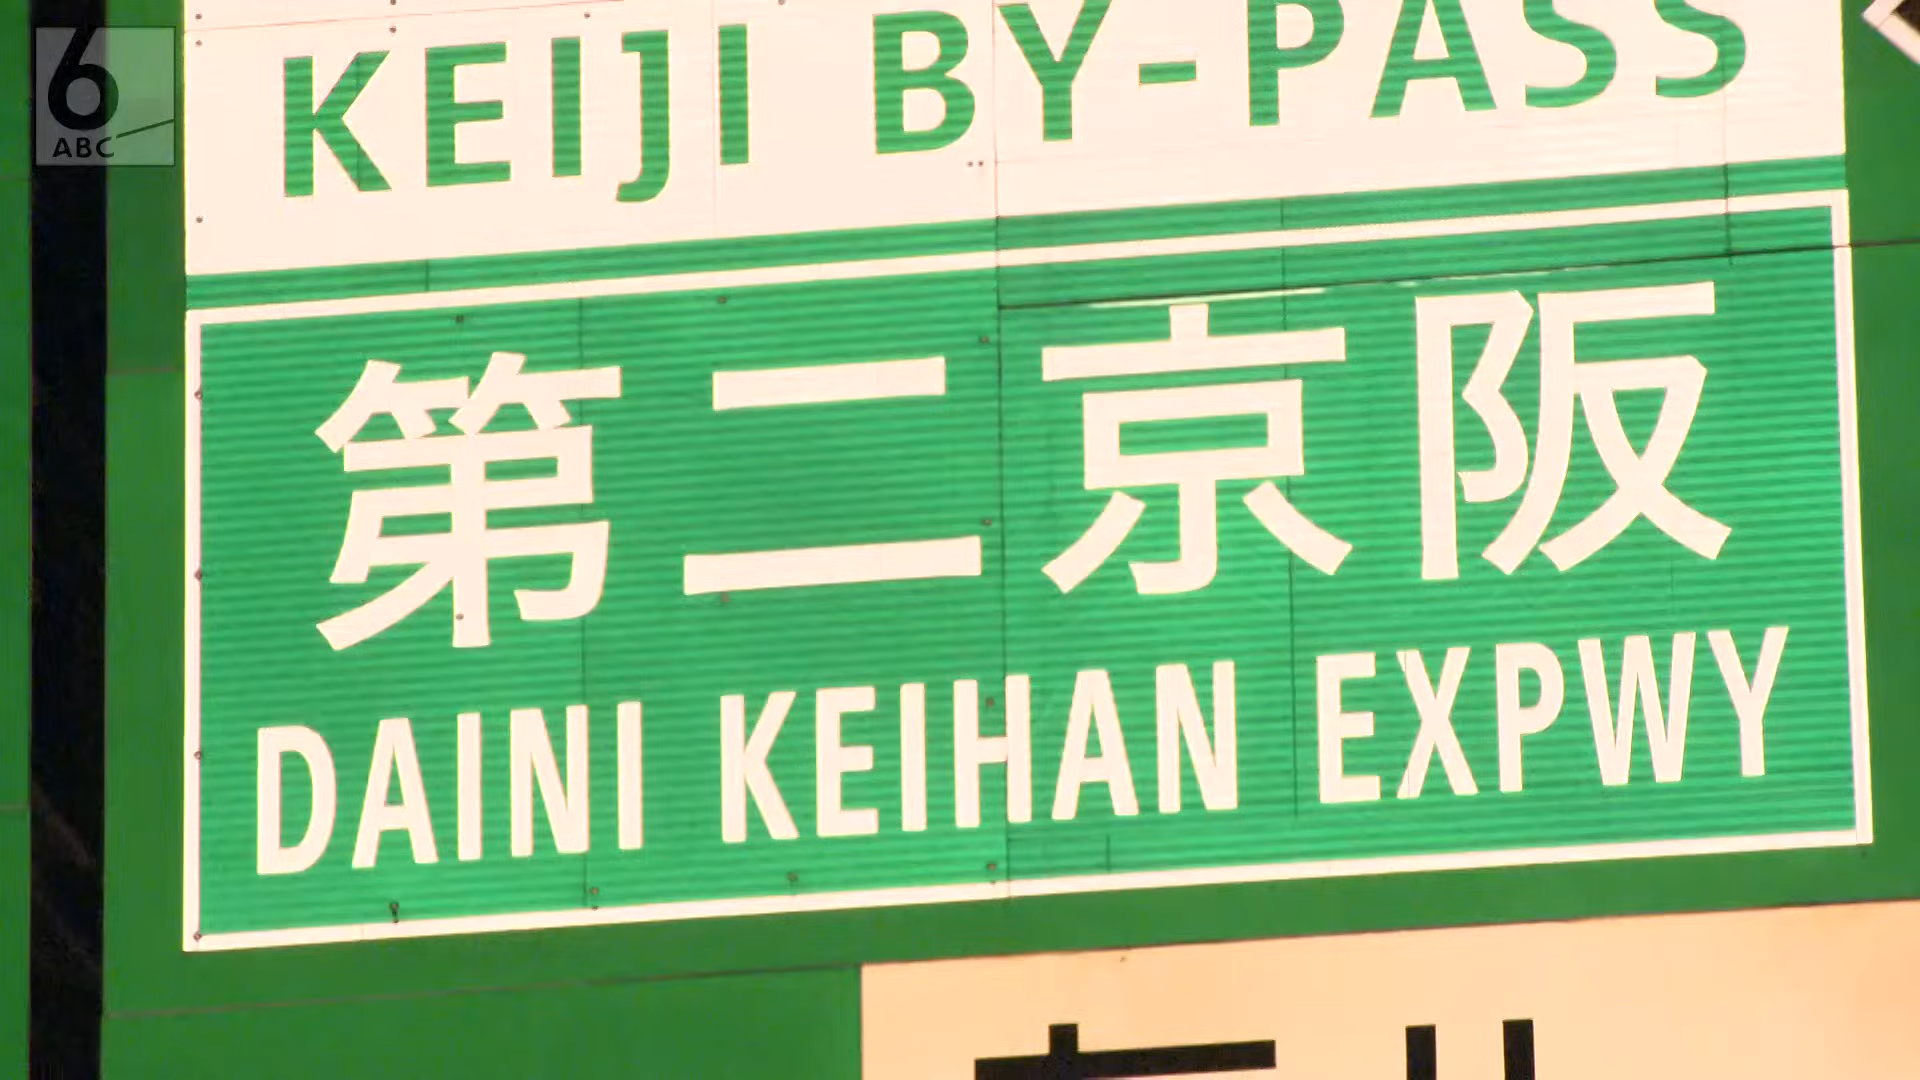 6
ABC
KEIJI BY-PASS
第二京阪
DAINI KEIHAN EXPWY